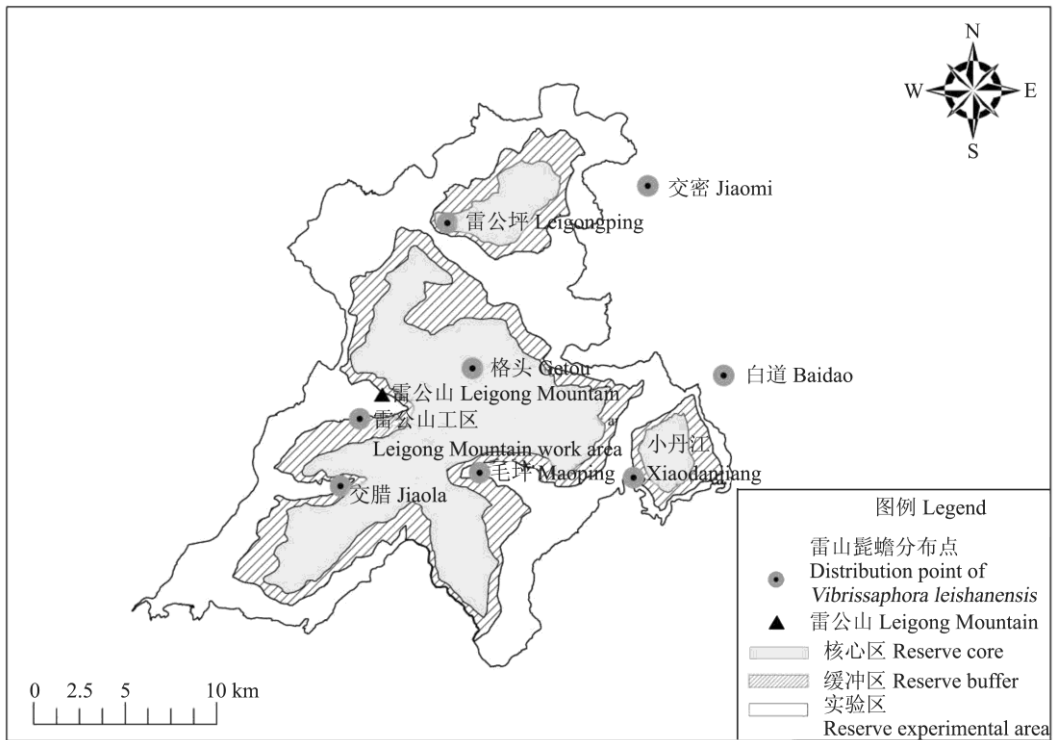 N
W
E
S
交密 Jiaomi
雷公坪 Leigongping
格头 Getou
白道 Baidao
雷公山 Leigong Mountain
雷公山工区
Leigong Mountain work area
小丹江
毛坪 Maoping
Xiaodanjiang
交腊 Jiaola
图例 Legend
雷山髭蟾分布点
Distribution point of
Vibrissaphora leishanensis
雷公山 Leigong Mountain
核心区 Reserve core
缓冲区 Reserve buffer
实验区
Reserve experimental area
0 2.5 5 10 km